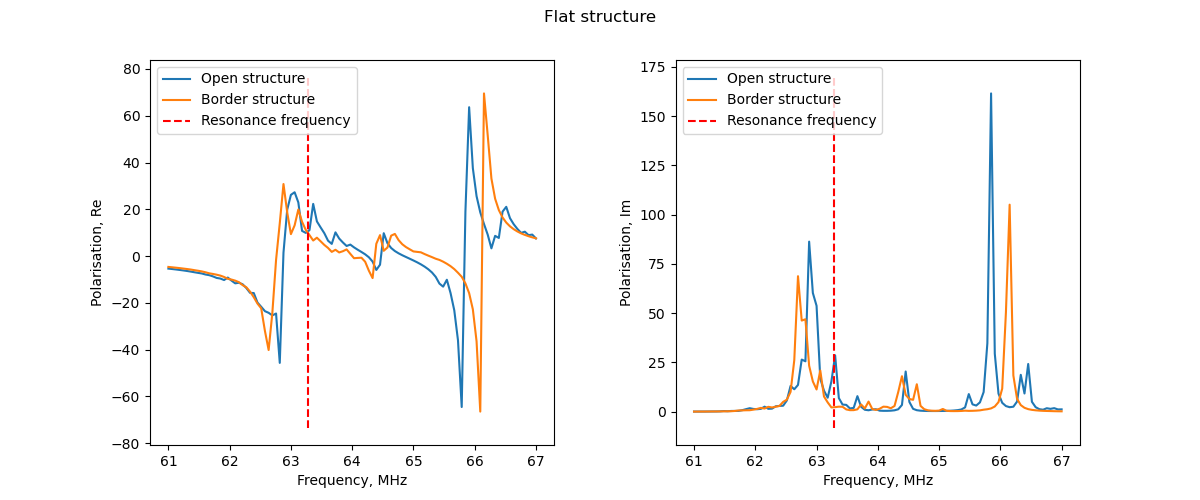 Flat structure
Polarisation, Re
80
60
40
20
0
−20
−40
−60
−80
Open structure
Border structure
Resonance frequency
61 62 63 64 65 66 67
Frequency, MHz
Polarisation, Im
175
150
125
100
75
50
25
0
Open structure
Border structure
Resonance frequency
61 62 63 64 65 66 67
Frequency, MHz